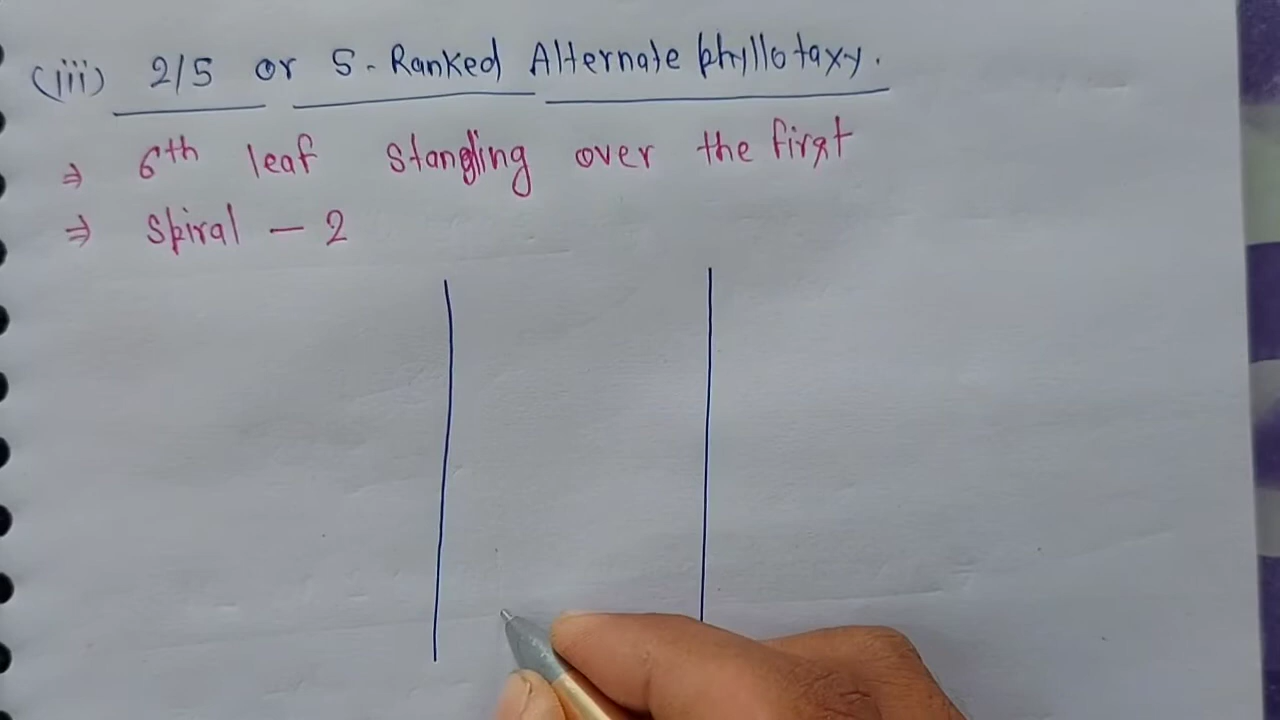 (iii) 2/5 or 5-Ranked Alternate phyllotaxy.
⇒ 6th leaf standing over the first
⇒ Spiral – 2